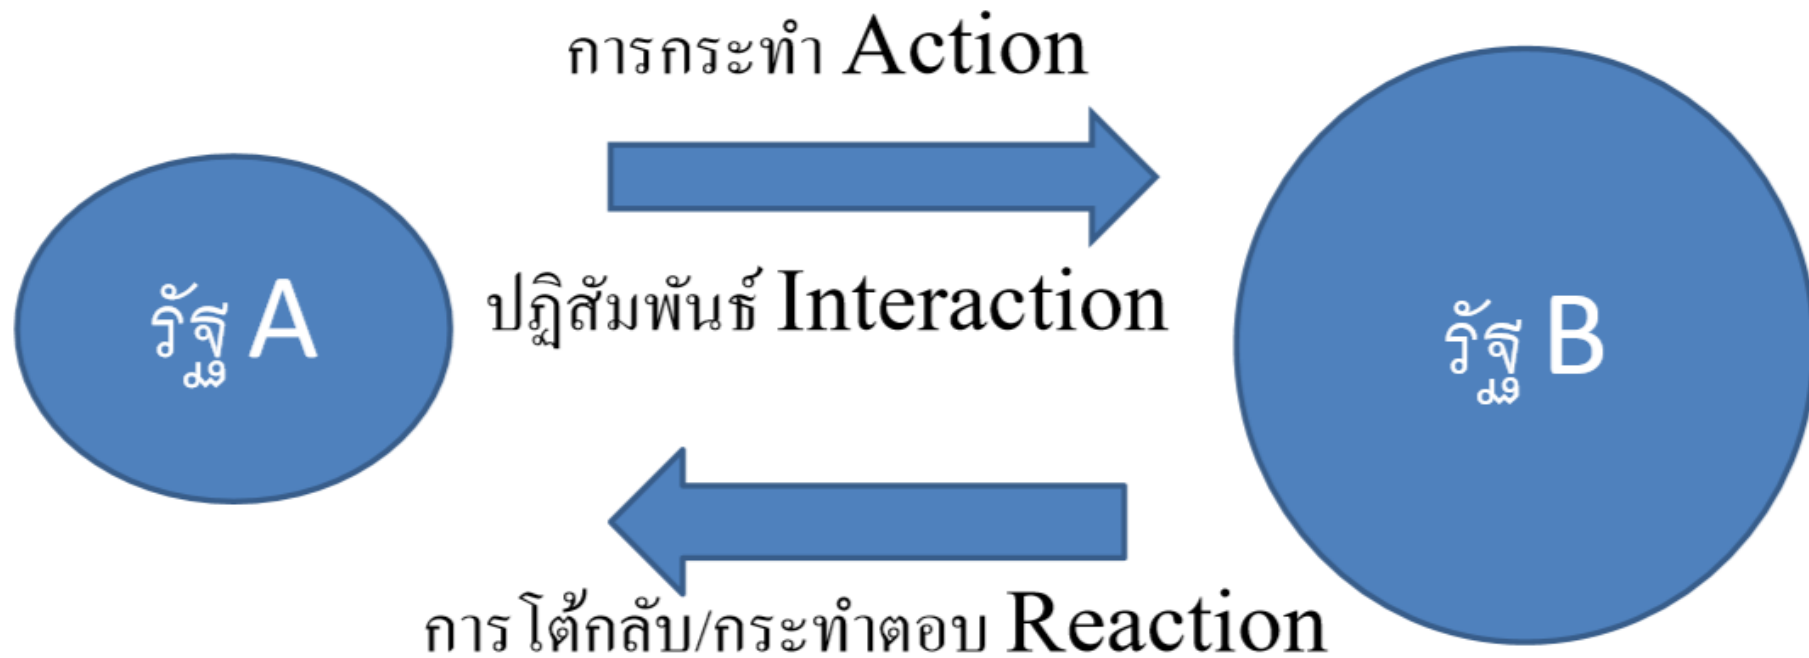 การกระทำ Action
รัฐ A
ปฏิสัมพันธ์ Interaction
รัฐ B
การโต้กลับ/กระทำตอบ Reaction